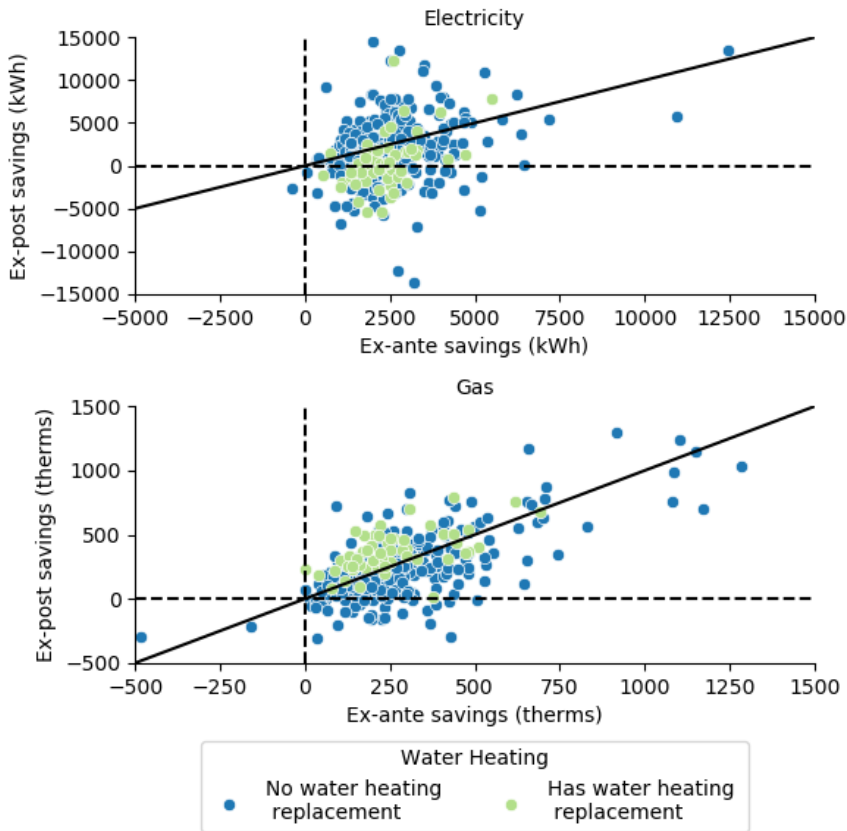 Electricity
15000
10000
5000
0
−5000
−10000
−15000
Ex-post savings (kWh)
−5000 −2500 0 2500 5000 7500 10000 12500 15000
Ex-ante savings (kWh)
Gas
1500
1000
500
0
−500
Ex-post savings (therms)
−500 −250 0 250 500 750 1000 1250 1500
Ex-ante savings (therms)
Water Heating
No water heating
replacement
Has water heating
replacement